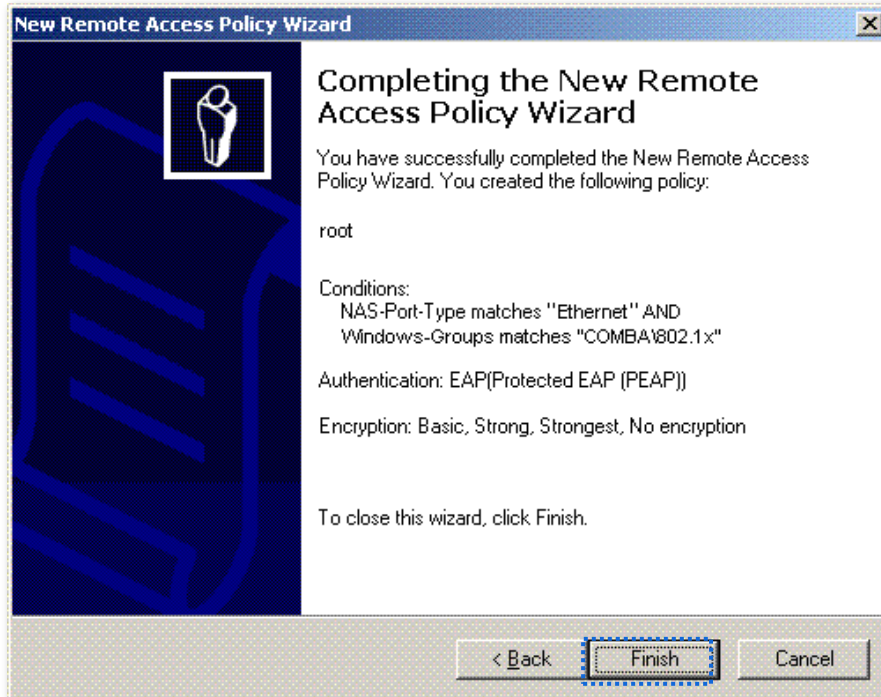 New Remote Access Policy Wizard
Completing the New Remote
Access Policy Wizard
You have successfully completed the New Remote Access
Policy Wizard. You created the following policy:
root
Conditions:
NAS-Port-Type matches "Ethernet" AND
Windows-Groups matches "COMBA\802.1x"
Authentication: EAP(Protected EAP (PEAP))
Encryption: Basic, Strong, Strongest, No encryption
To close this wizard, click Finish.
< Back Finish Cancel